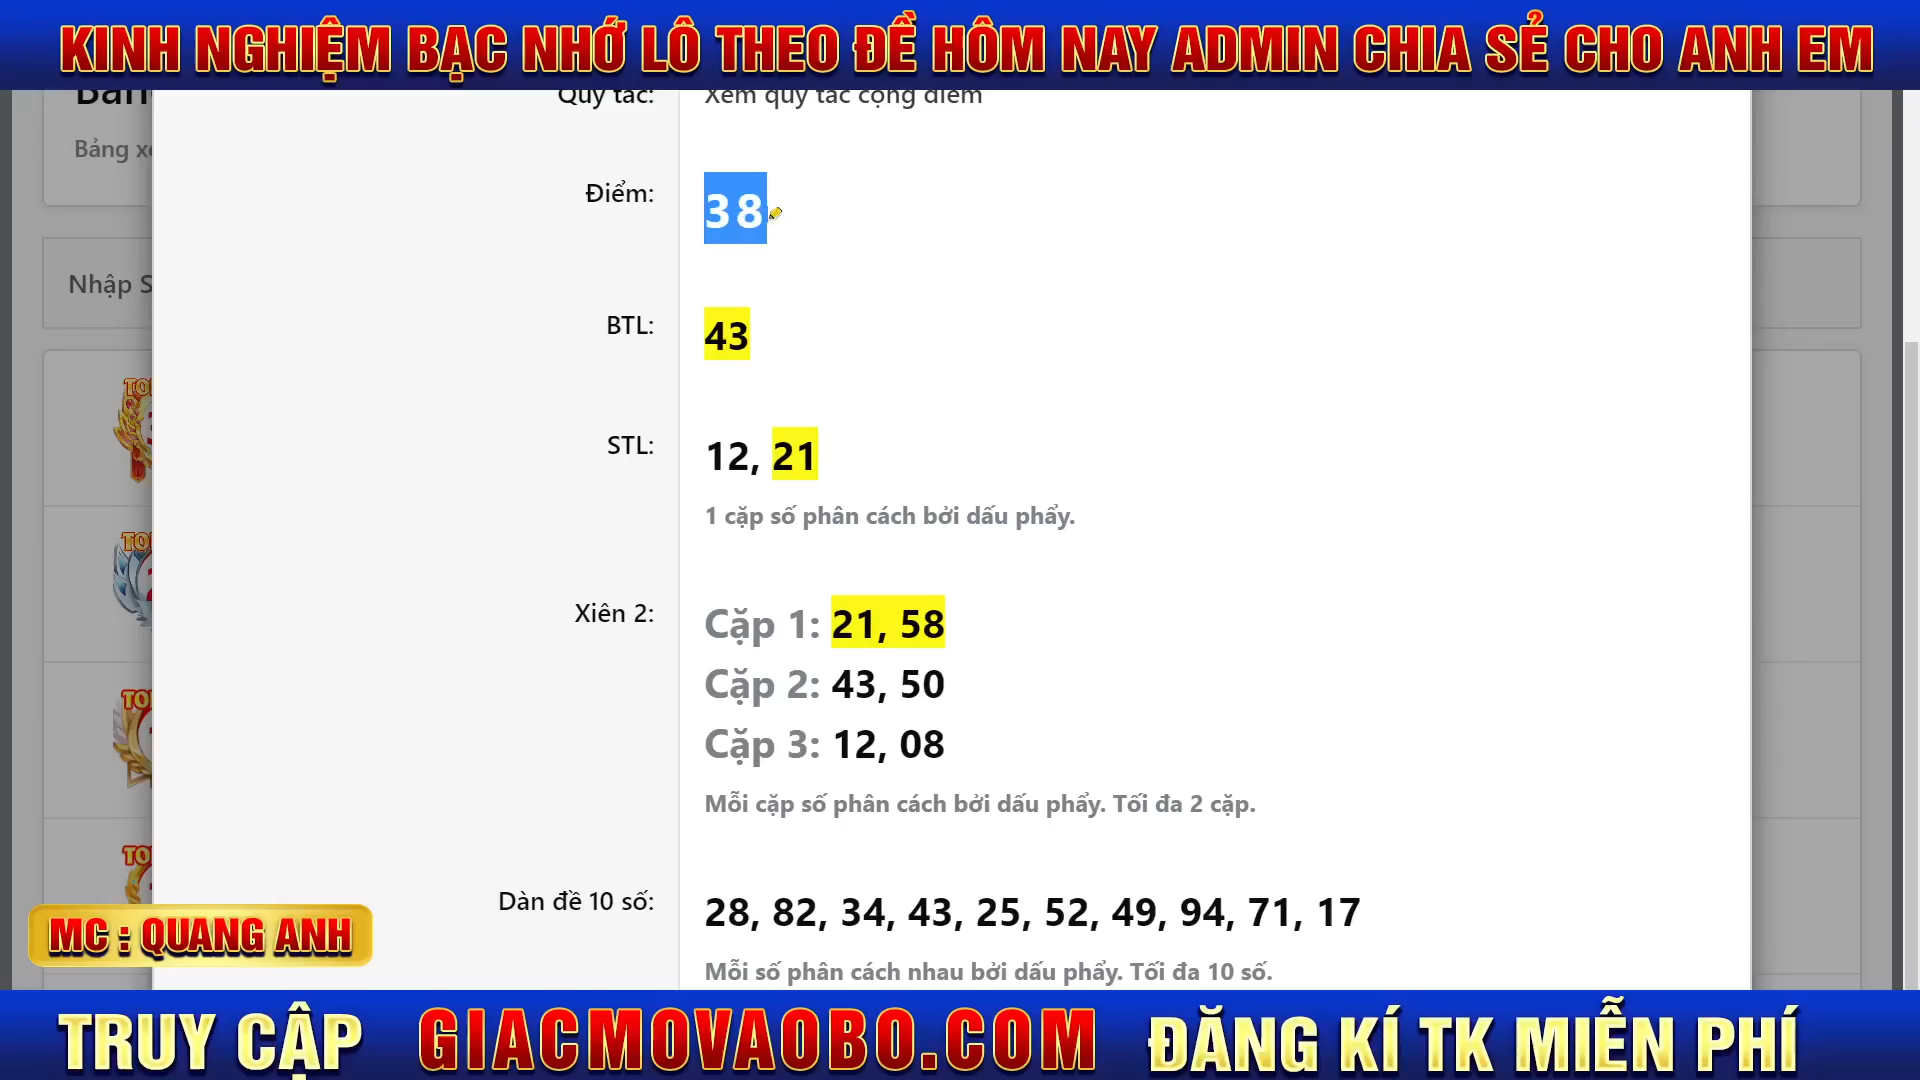 KINH NGHIỆM BẠC NHỚ LÔ THEO ĐỀ HÔM NAY ADMIN CHIA SẺ CHO ANH EM
Quy tắc: Xem quy tắc cộng điểm
Bảng
Điểm: 38
Nhập
BTL: 43
STL: 12, 21
1 cặp số phân cách bởi dấu phẩy.
Xiên 2: Cặp 1: 21, 58
Cặp 2: 43, 50
Cặp 3: 12, 08
Mỗi cặp số phân cách bởi dấu phẩy. Tối đa 2 cặp.
Dàn đề 10 số: 28, 82, 34, 43, 25, 52, 49, 94, 71, 17
Mỗi số phân cách nhau bởi dấu phẩy. Tối đa 10 số.
MC : QUANG ANH
TRUY CẬP GIACMOVAOBO.COM ĐĂNG KÍ TK MIỄN PHÍ